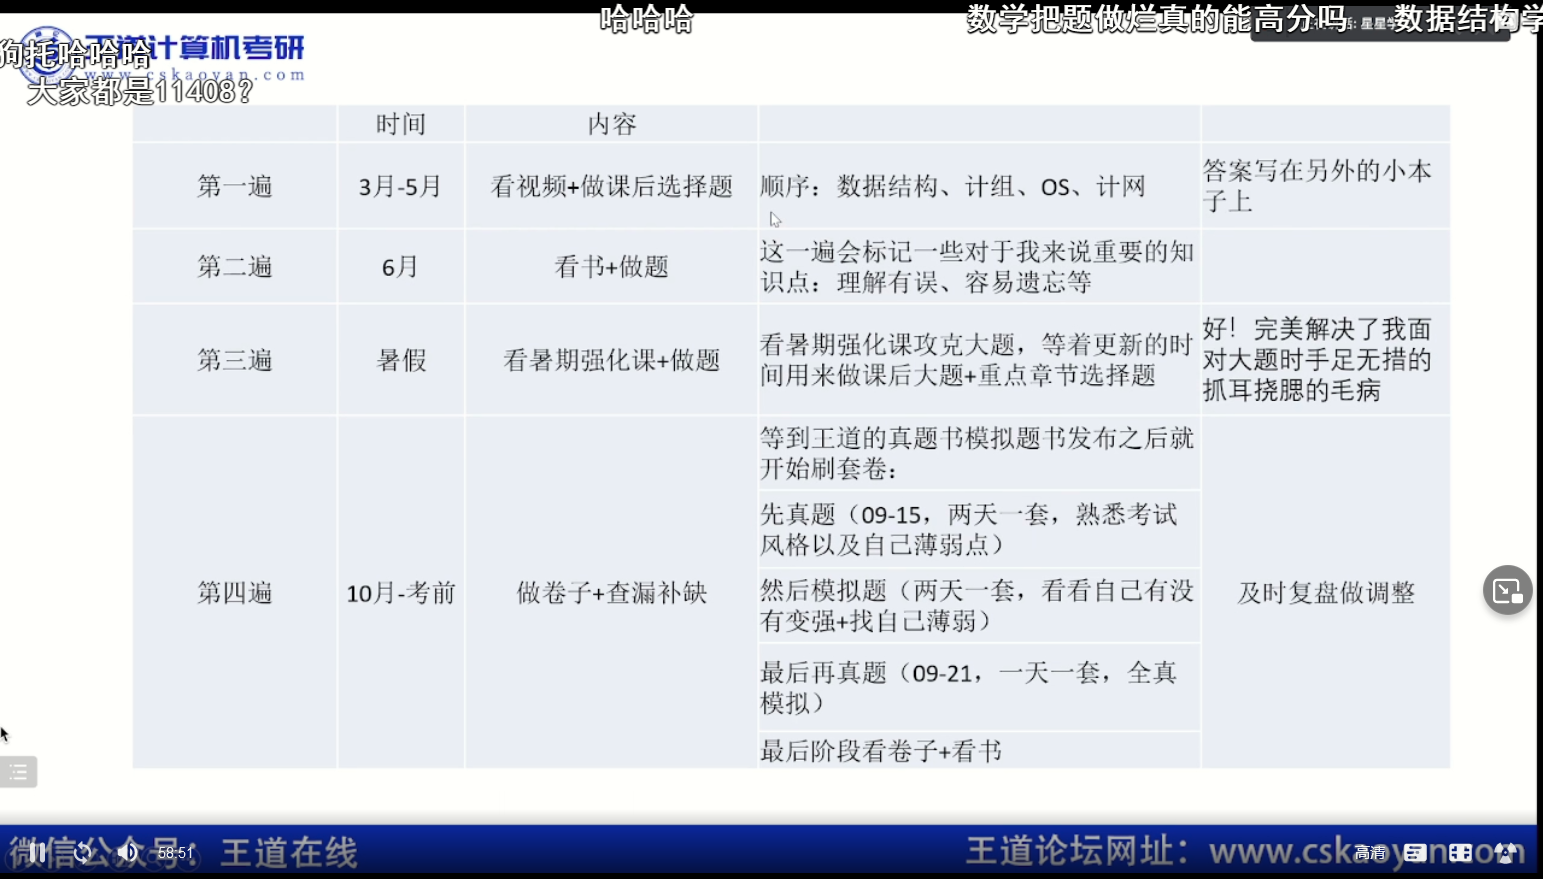 哈哈哈
数学把题做烂真的能高分吗
数据结构学
王道计算机考研
狗托哈哈哈
www.cskaoyan.com
大家都是11408？
时间
内容
第一遍
3月-5月
看视频+做课后选择题
顺序：数据结构、计组、OS、计网
答案写在另外的小本
子上
第二遍
6月
看书+做题
这一遍会标记一些对于我来说重要的知
识点：理解有误、容易遗忘等
第三遍
暑假
看暑期强化课+做题
看暑期强化课攻克大题，等着更新的时
间用来做课后大题+重点章节选择题
好！完美解决了我面
对大题时手足无措的
抓耳挠腮的毛病
第四遍
10月-考前
做卷子+查漏补缺
等到王道的真题书模拟题书发布之后就
开始刷套卷：
先真题（09-15，两天一套，熟悉考试
风格以及自己薄弱点）
然后模拟题（两天一套，看看自己有没
有变强+找自己薄弱）
最后再真题（09-21，一天一套，全真
模拟）
最后阶段看卷子+看书
及时复盘做调整
微信公众号：王道在线
58:51
王道论坛网址：www.cskaoyan.com
高清